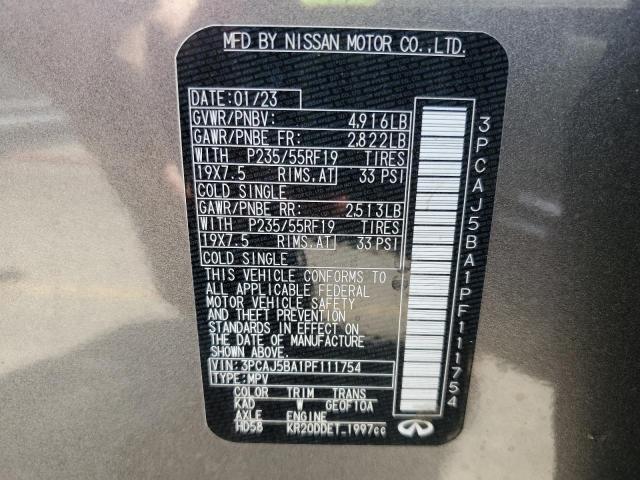 MFD BY NISSAN MOTOR CO.,LTD.
DATE:01/23
GVWR/PNBV: 4,916LB
GAWR/PNBE FR: 2,822LB
WITH P235/55RF19 TIRES
19X7.5 RIMS,AT 33 PSI
COLD SINGLE
GAWR/PNBE RR: 2,513LB
WITH P235/55RF19 TIRES
19X7.5 RIMS,AT 33 PSI
COLD SINGLE
THIS VEHICLE CONFORMS TO
ALL APPLICABLE FEDERAL
MOTOR VEHICLE SAFETY
AND THEFT PREVENTION
STANDARDS IN EFFECT ON
THE DATE OF MANUFACTURE
SHOWN ABOVE.
VIN:3PCAJ5BA1PF111754
TYPE:MPV
COLOR TRIM TRANS
KAD W GE0F10A
AXLE ENGINE
HD58 KR20DDET 1997cc
3PCAJ5BA1PF111754